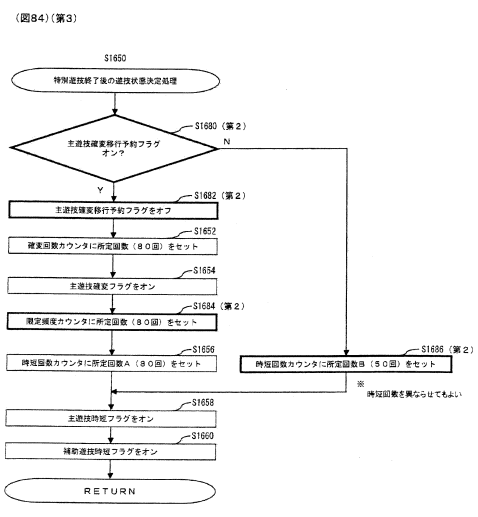 （図84）（第3）
S1650
特別遊技終了後の遊技状態決定処理
S1680（第2）
主遊技確変移行予約フラグ
オン？
N
Y
S1682（第2）
主遊技確変移行予約フラグをオフ
S1652
確変回数カウンタに所定回数（80回）をセット
S1654
主遊技確変フラグをオン
S1684（第2）
限定頻度カウンタに所定回数（80回）をセット
S1656
時短回数カウンタに所定回数A（80回）をセット
S1686（第2）
時短回数カウンタに所定回数B（50回）をセット
※
時短回数を異ならせてもよい
S1658
主遊技時短フラグをオン
S1660
補助遊技時短フラグをオン
RETURN